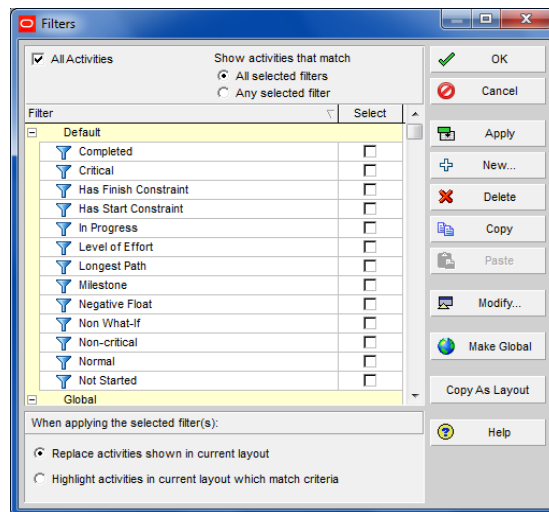 Filters
All Activities
Show activities that match
All selected filters
Any selected filter
Filter
Select
Default
Completed
Critical
Has Finish Constraint
Has Start Constraint
In Progress
Level of Effort
Longest Path
Milestone
Negative Float
Non What-If
Non-critical
Normal
Not Started
Global
When applying the selected filter(s):
Replace activities shown in current layout
Highlight activities in current layout which match criteria
OK
Cancel
Apply
New...
Delete
Copy
Paste
Modify...
Make Global
Copy As Layout
Help